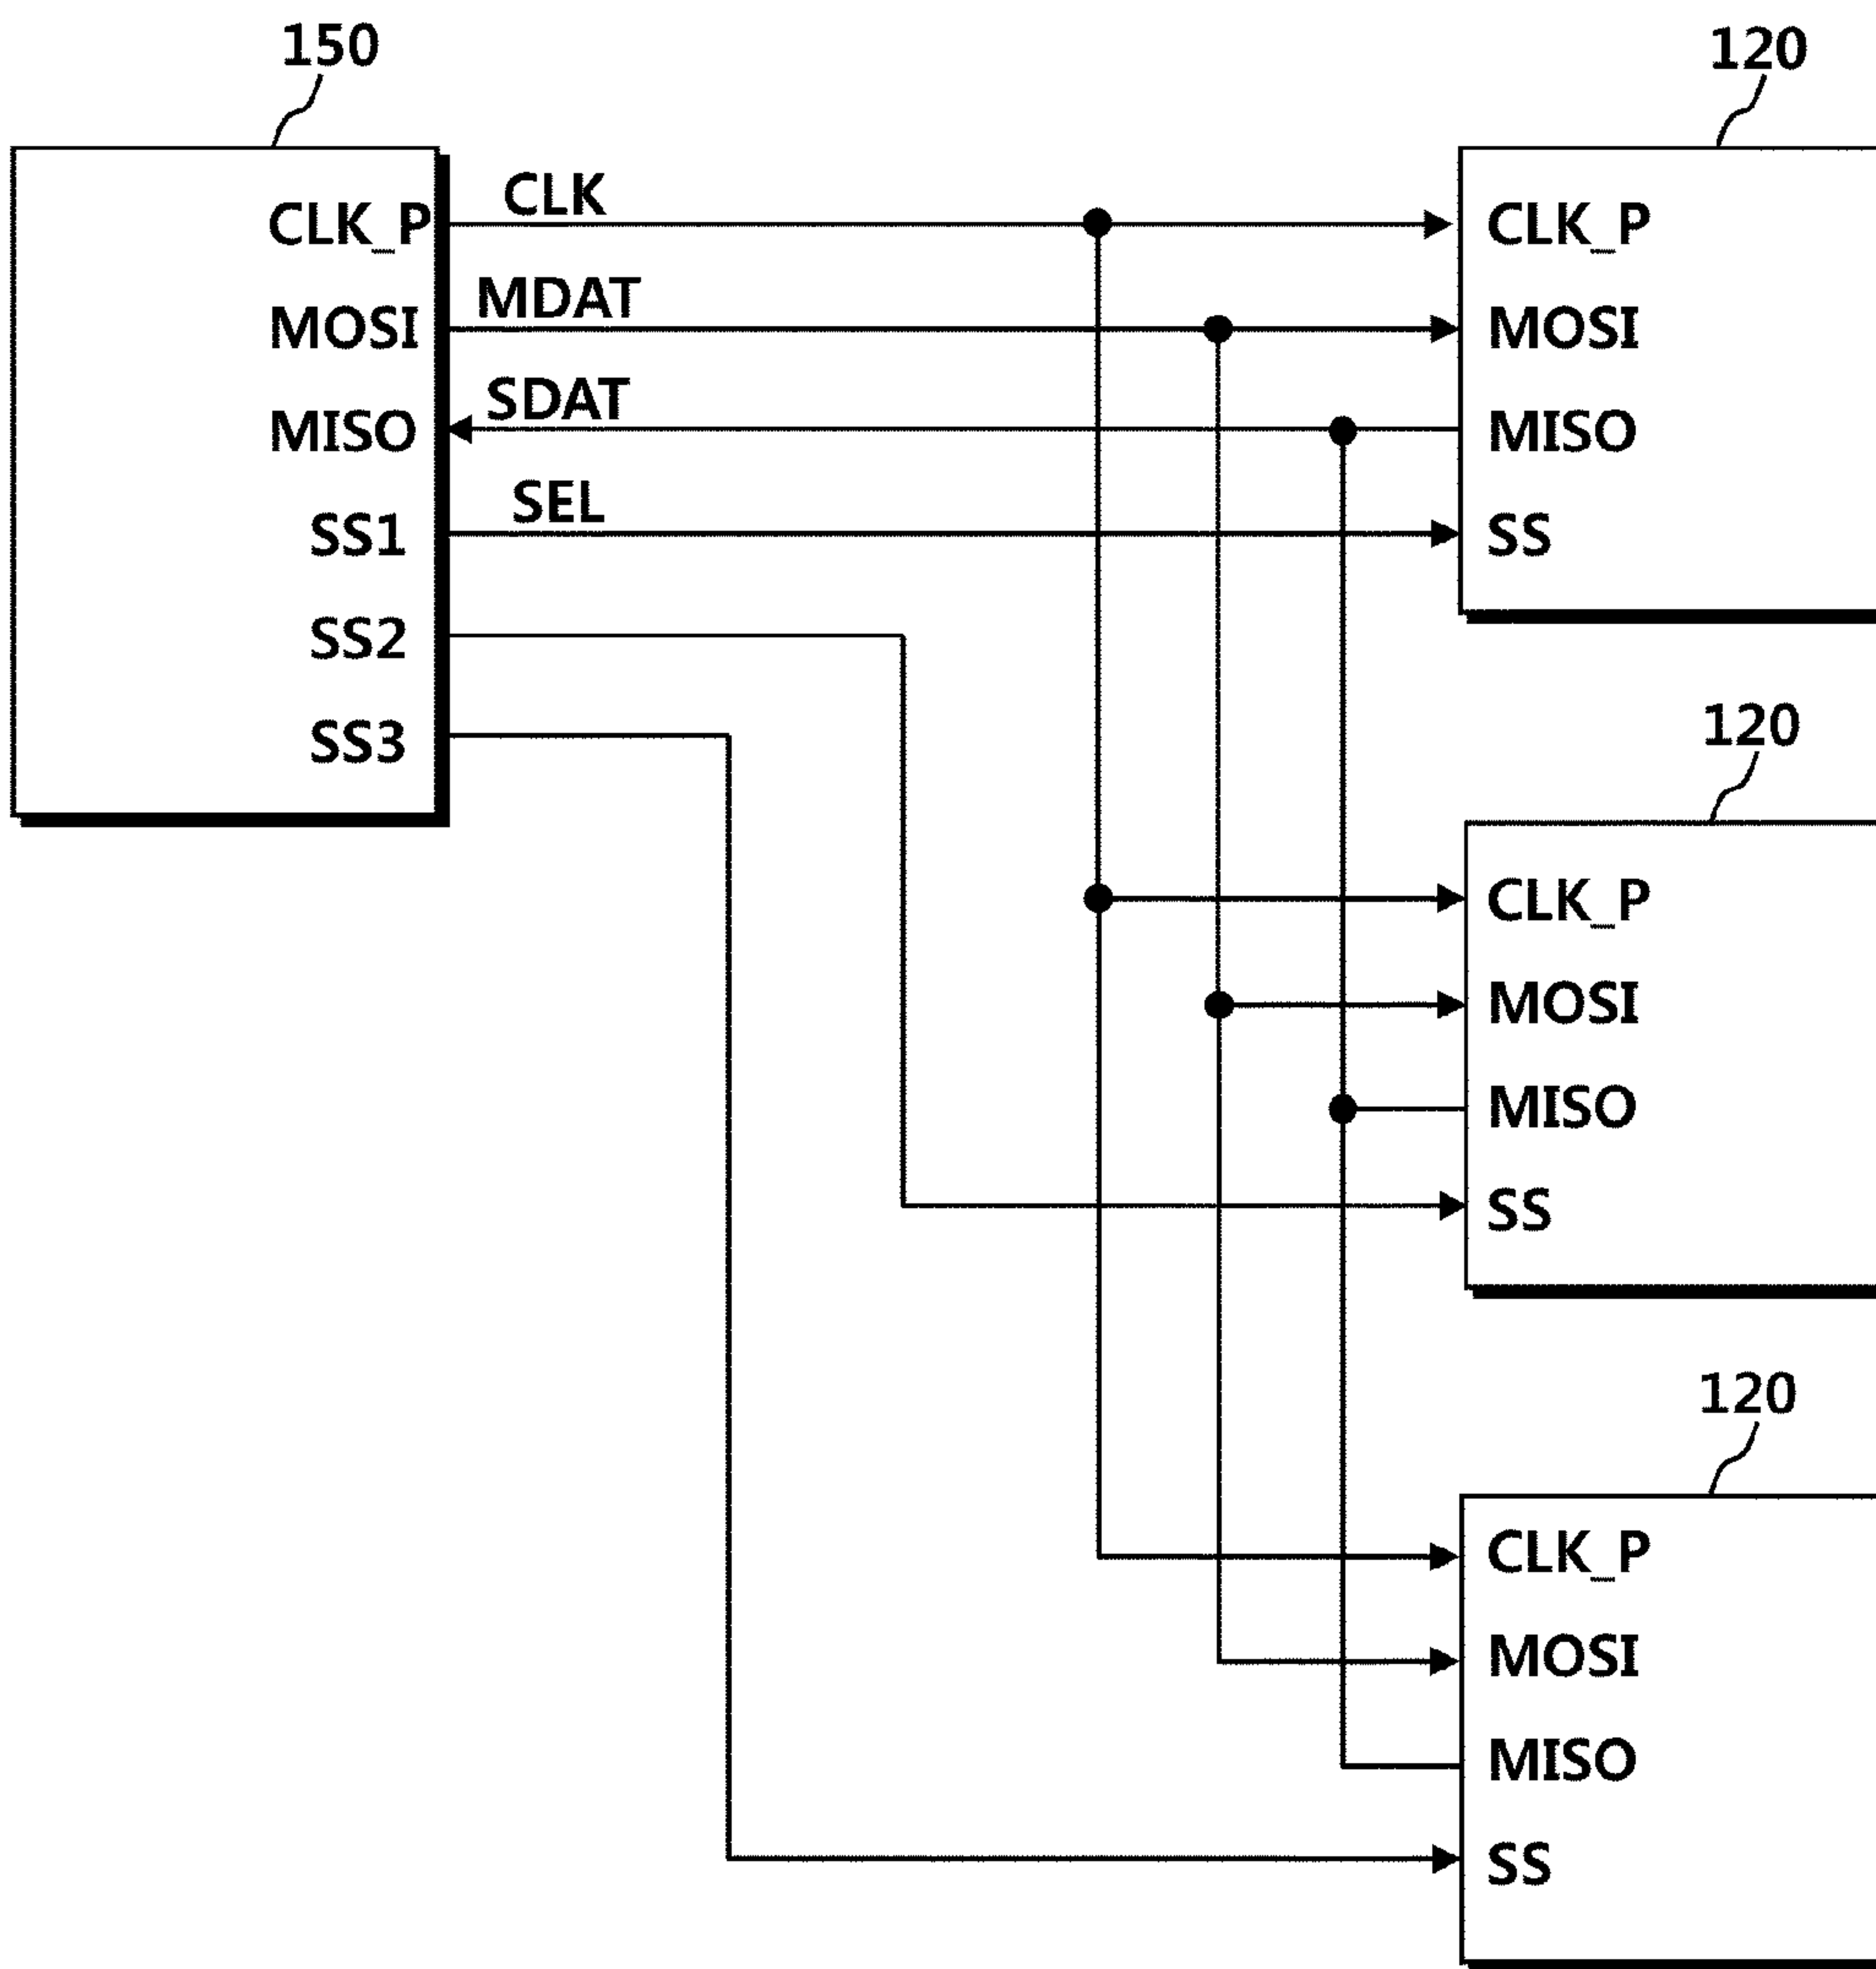 150
CLK_P
MOSI
MISO
SS1
SS2
SS3
CLK
MDAT
SDAT
SEL
120
CLK_P
MOSI
MISO
SS
120
CLK_P
MOSI
MISO
SS
120
CLK_P
MOSI
MISO
SS